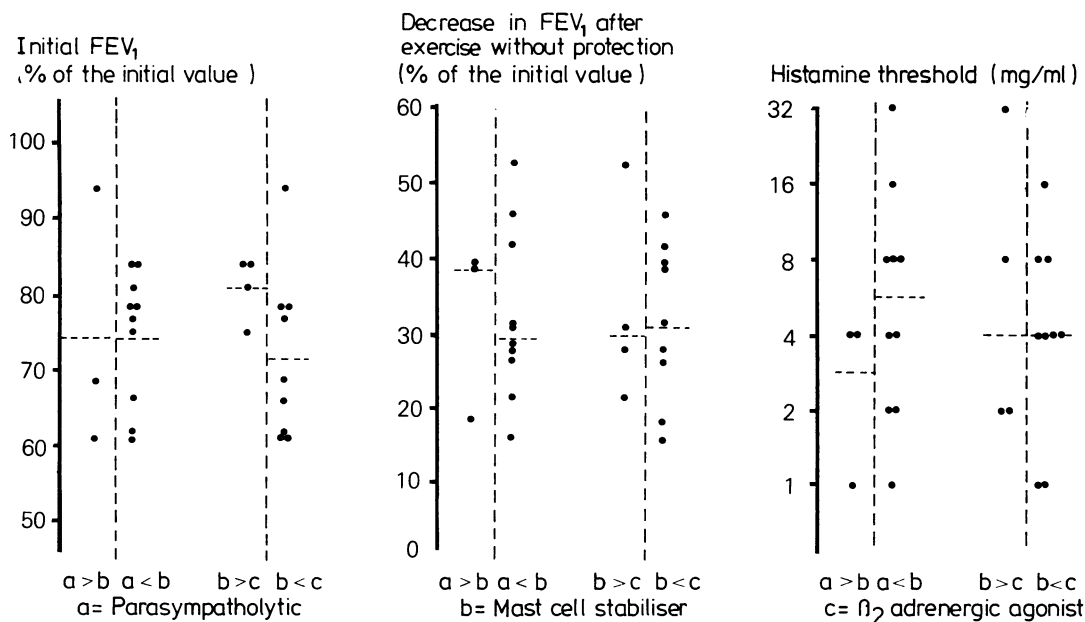 Initial FEV₁
(% of the initial value )
100
90
80
70
60
50
a > b a < b b > c b < c
a = Parasympatholytic
Decrease in FEV₁ after
exercise without protection
(% of the initial value)
60
50
40
30
20
10
0
a > b a < b b > c b < c
b = Mast cell stabiliser
Histamine threshold (mg/ml)
32
16
8
4
2
1
a > b a < b b > c b < c
c = β₂ adrenergic agonist